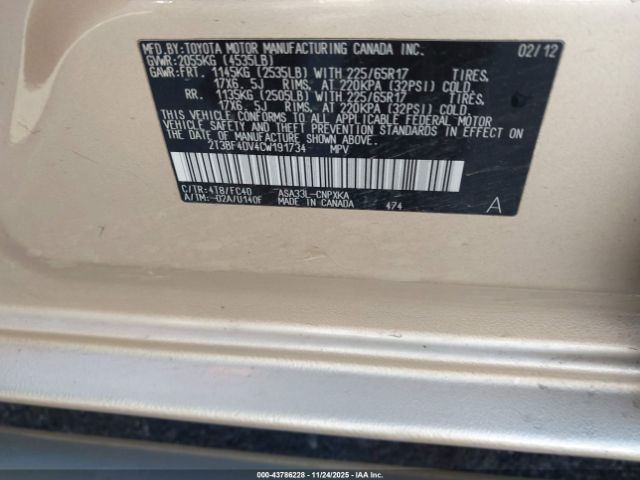 MFD.BY: TOYOTA MOTOR MANUFACTURING CANADA INC. 02/12
GVWR: 2055KG (4535LB)
GAWR: FRT. 1145KG (2535LB) WITH 225/65R17 TIRES.
17X6.5J RIMS. AT 220KPA (32PSI) COLD
RR. 1135KG (2505LB) WITH 225/65R17 TIRES.
17X6.5J RIMS. AT 220KPA (32PSI) COLD
THIS VEHICLE CONFORMS TO ALL APPLICABLE FEDERAL MOTOR
VEHICLE SAFETY AND THEFT PREVENTION STANDARDS IN EFFECT
ON THE DATE OF MANUFACTURE SHOWN ABOVE.
2T3BF4DV4CW191734 MPV
C/TR: 4T8/FC40 ASA33L-CNPXKA
A/TM: -02A/U140F MADE IN CANADA 474 A
00-43786228 - 11/24/2025 - IAA Inc.